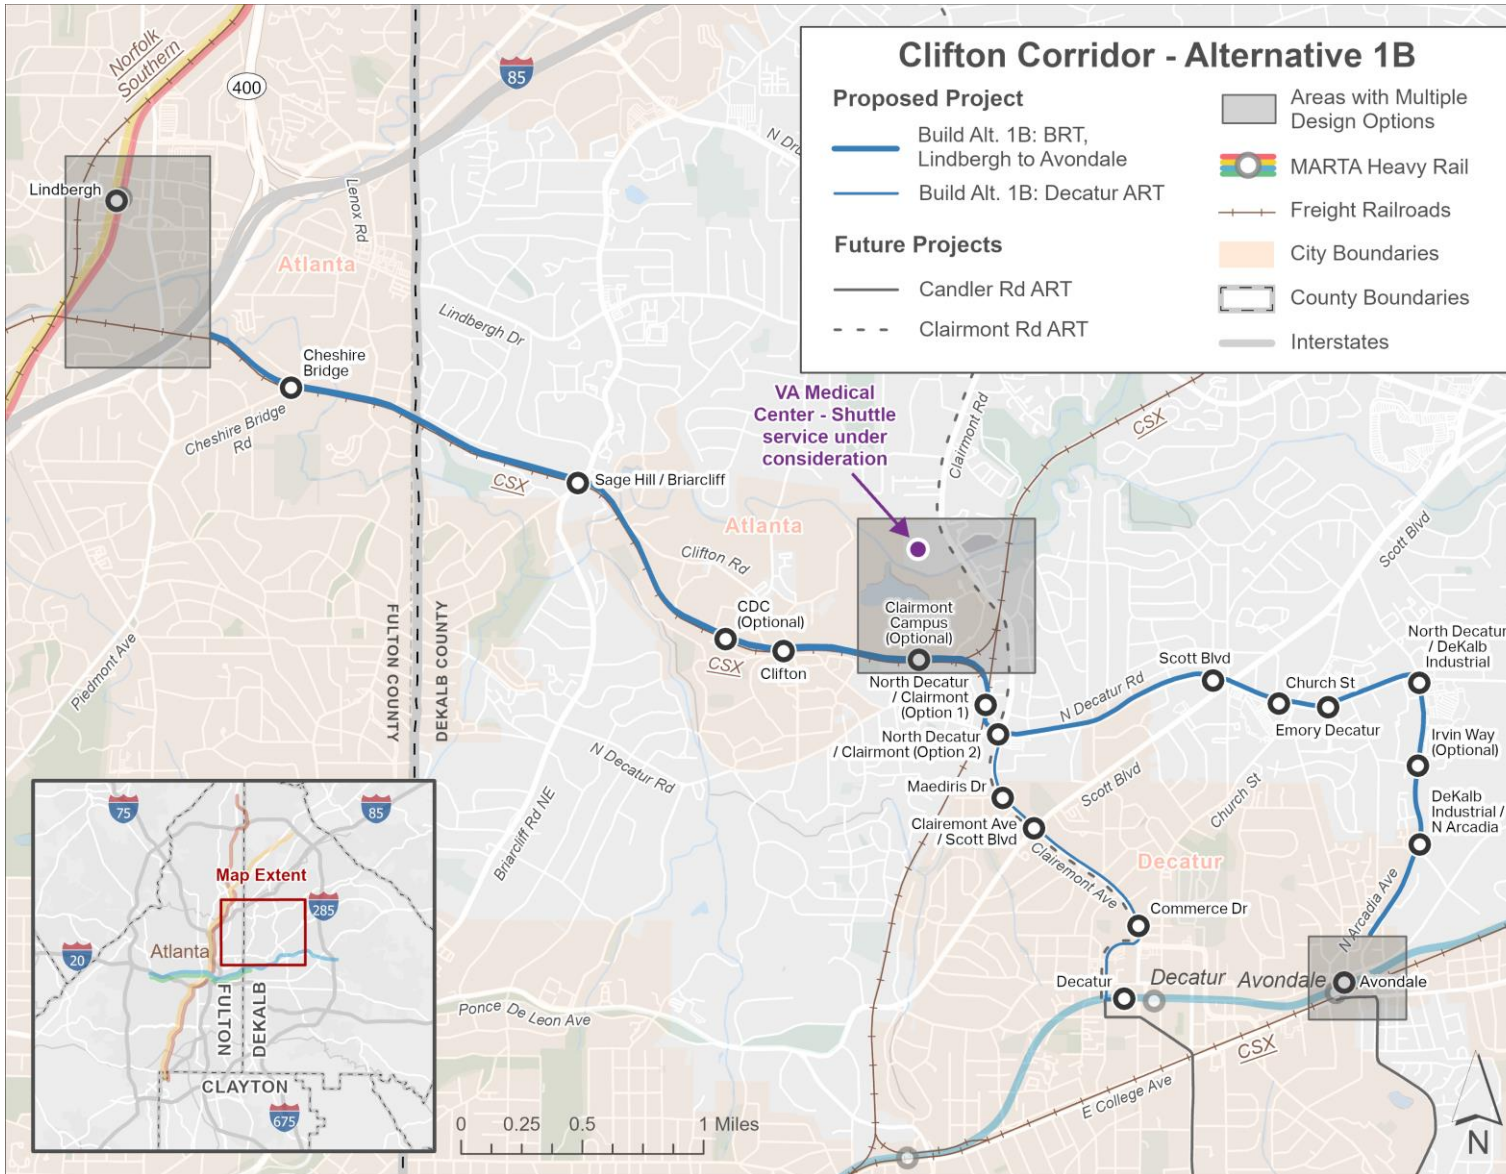 Clifton Corridor - Alternative 1B
Proposed Project
Build Alt. 1B: BRT,
Lindbergh to Avondale
Build Alt. 1B: Decatur ART
Future Projects
Candler Rd ART
Clairmont Rd ART
Areas with Multiple
Design Options
MARTA Heavy Rail
Freight Railroads
City Boundaries
County Boundaries
Interstates
Norfolk
Southern
400
85
N Dru
Lindbergh
Lenox Rd
Atlanta
Lindbergh Dr
Cheshire
Bridge
Cheshire Bridge
Rd
VA Medical
Center - Shuttle
service under
consideration
Clairmont Rd
CSX
CSX
Sage Hill / Briarcliff
Atlanta
Scott Blvd
Clifton Rd
FULTON COUNTY
DEKALB COUNTY
Piedmont Ave
CDC
(Optional)
CSX
Clifton
Clairmont
Campus
(Optional)
North Decatur
/ Clairmont
(Option 1)
North Decatur
/ Clairmont (Option 2)
N Decatur Rd
Scott Blvd
Church St
Emory Decatur
North Decatur
/ DeKalb
Industrial
Irvin Way
(Optional)
DeKalb
Industrial /
N Arcadia
N Decatur Rd
Briarcliff Rd NE
Maediris Dr
Scott Blvd
Church St
Clairemont Ave
/ Scott Blvd
Clairemont Ave
Decatur
Commerce Dr
N Arcadia Ave
Decatur
Decatur
Avondale
Avondale
Ponce De Leon Ave
CSX
E College Ave
75
85
Map Extent
285
20
Atlanta
FULTON
DEKALB
CLAYTON
675
0
0.25
0.5
1 Miles
N